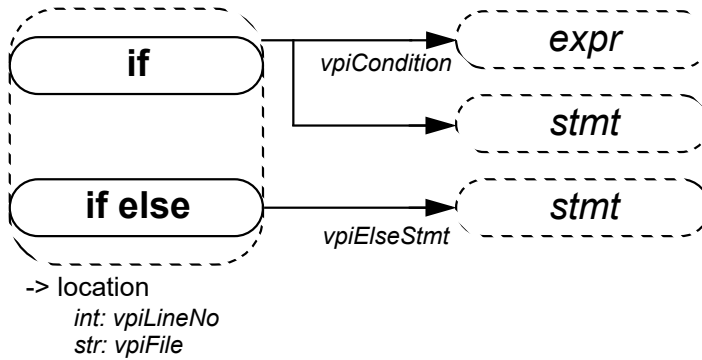 if
expr
vpiCondition
stmt
if else
stmt
vpiElseStmt
-> location
int: vpiLineNo
str: vpiFile